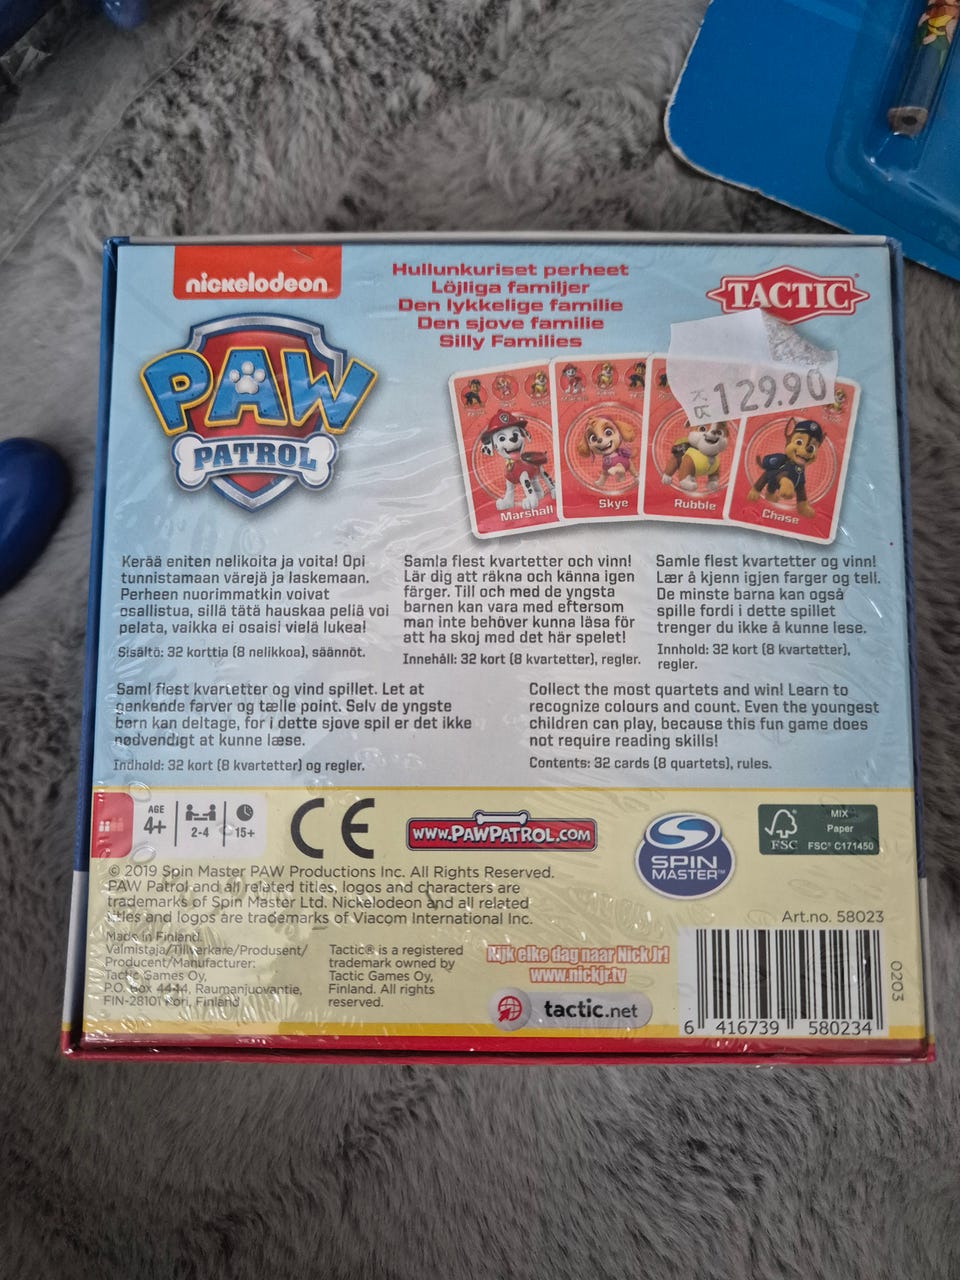 nickelodeon
Hullunkuriset perheet
Löjliga familjer
Den lykkelige familie
Den sjove familie
Silly Families
TACTIC
KR 129.90
PAW
PATROL
Marshall
Skye
Rubble
Chase
Kerää eniten nelikoita ja voita! Opi
tunnistamaan värejä ja laskemaan.
Perheen nuorimmatkin voivat
osallistua, sillä tätä hauskaa peliä voi
pelata, vaikka ei osaisi vielä lukea!
Sisältö: 32 korttia (8 nelikkoa), säännöt.
Samla flest kvartetter och vinn!
Lär dig att räkna och känna igen
färger. Till och med de yngsta
barnen kan vara med eftersom
man inte behöver kunna läsa för
att ha skoj med det här spelet!
Innehåll: 32 kort (8 kvartetter), regler.
Samle flest kvartetter og vinn!
Lær å kjenn igjen farger og tell.
De minste barna kan også
spille fordi i dette spillet
trenger du ikke å kunne lese.
Innhold: 32 kort (8 kvartetter),
regler.
Saml flest kvartetter og vind spillet. Let at
genkende farver og tælle point. Selv de yngste
børn kan deltage, for i dette sjove spil er det ikke
nødvendigt at kunne læse.
Indhold: 32 kort (8 kvartetter) og regler.
Collect the most quartets and win! Learn to
recognize colours and count. Even the youngest
children can play, because this fun game does
not require reading skills!
Contents: 32 cards (8 quartets), rules.
AGE
4+
2-4
15+
CE
www.PAWPATROL.COM
SPIN
MASTER™
FSC
MIX
Paper
FSC® C171450
© 2019 Spin Master PAW Productions Inc. All Rights Reserved.
PAW Patrol and all related titles, logos and characters are
trademarks of Spin Master Ltd. Nickelodeon and all related
titles and logos are trademarks of Viacom International Inc.
Art.no. 58023
Made in Finland.
Valmistaja/Tillverkare/Produsent/
Producent/Manufacturer:
Tactic Games Oy,
P.O. Box 4444, Raumanjuovantie,
FIN-28101 Pori, Finland
Tactic® is a registered
trademark owned by
Tactic Games Oy,
Finland. All rights
reserved.
Kijk elke dag naar Nick Jr!
www.nickjr.tv
tactic.net
0203
6 416739 580234